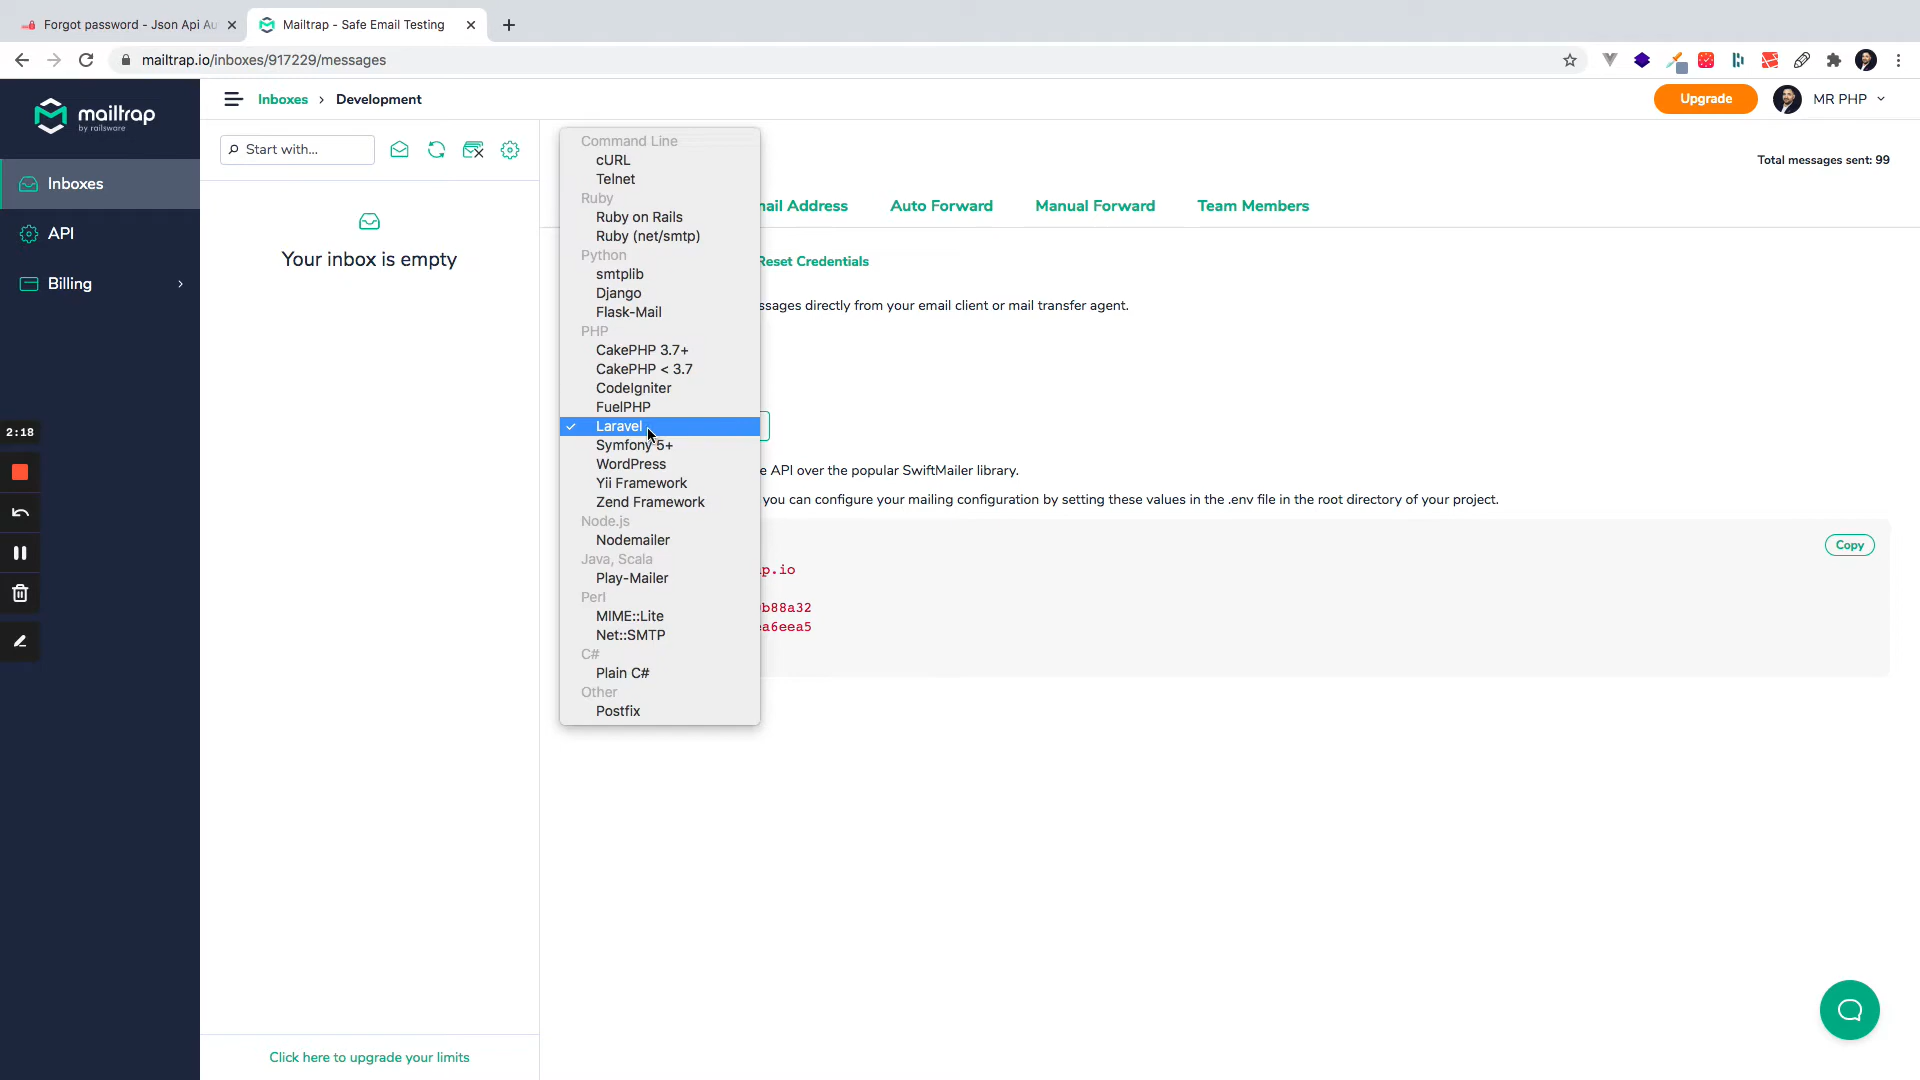 Forgot password - Json Api Au
Mailtrap - Safe Email Testing
mailtrap.io/inboxes/917229/messages
mailtrap
by railsware
Inboxes
API
Billing
2:18
Inboxes › Development
Upgrade
MR PHP
Start with...
Your inbox is empty
Click here to upgrade your limits
Total messages sent: 99
mail Address
Auto Forward
Manual Forward
Team Members
Reset Credentials
ssages directly from your email client or mail transfer agent.
Command Line
cURL
Telnet
Ruby
Ruby on Rails
Ruby (net/smtp)
Python
smtplib
Django
Flask-Mail
PHP
CakePHP 3.7+
CakePHP < 3.7
CodeIgniter
FuelPHP
✓ Laravel
Symfony 5+
WordPress
Yii Framework
Zend Framework
Node.js
Nodemailer
Java, Scala
Play-Mailer
Perl
MIME::Lite
Net::SMTP
C#
Plain C#
Other
Postfix
e API over the popular SwiftMailer library.
you can configure your mailing configuration by setting these values in the .env file in the root directory of your project.
Copy
p.io
b88a32
a6eea5